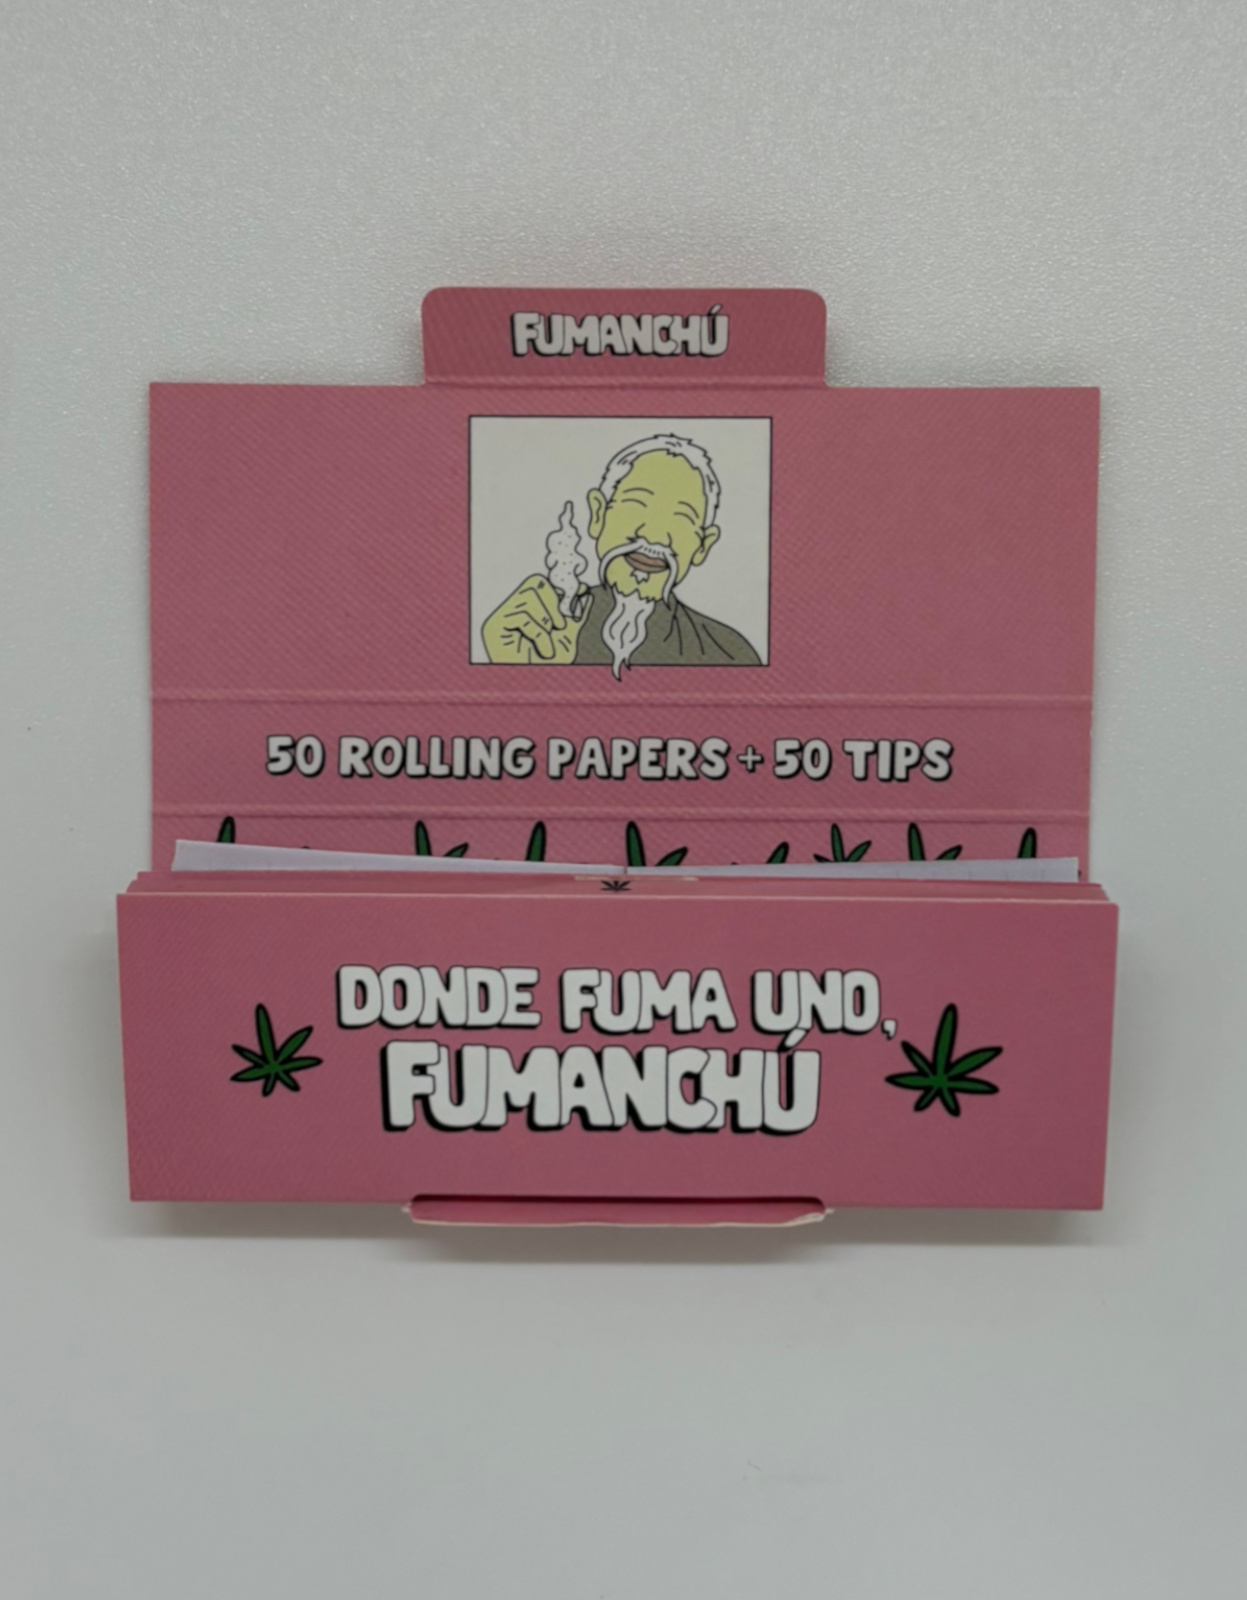 FUMANCHÚ
50 ROLLING PAPERS + 50 TIPS
DONDE FUMA UNO,
FUMANCHÚ